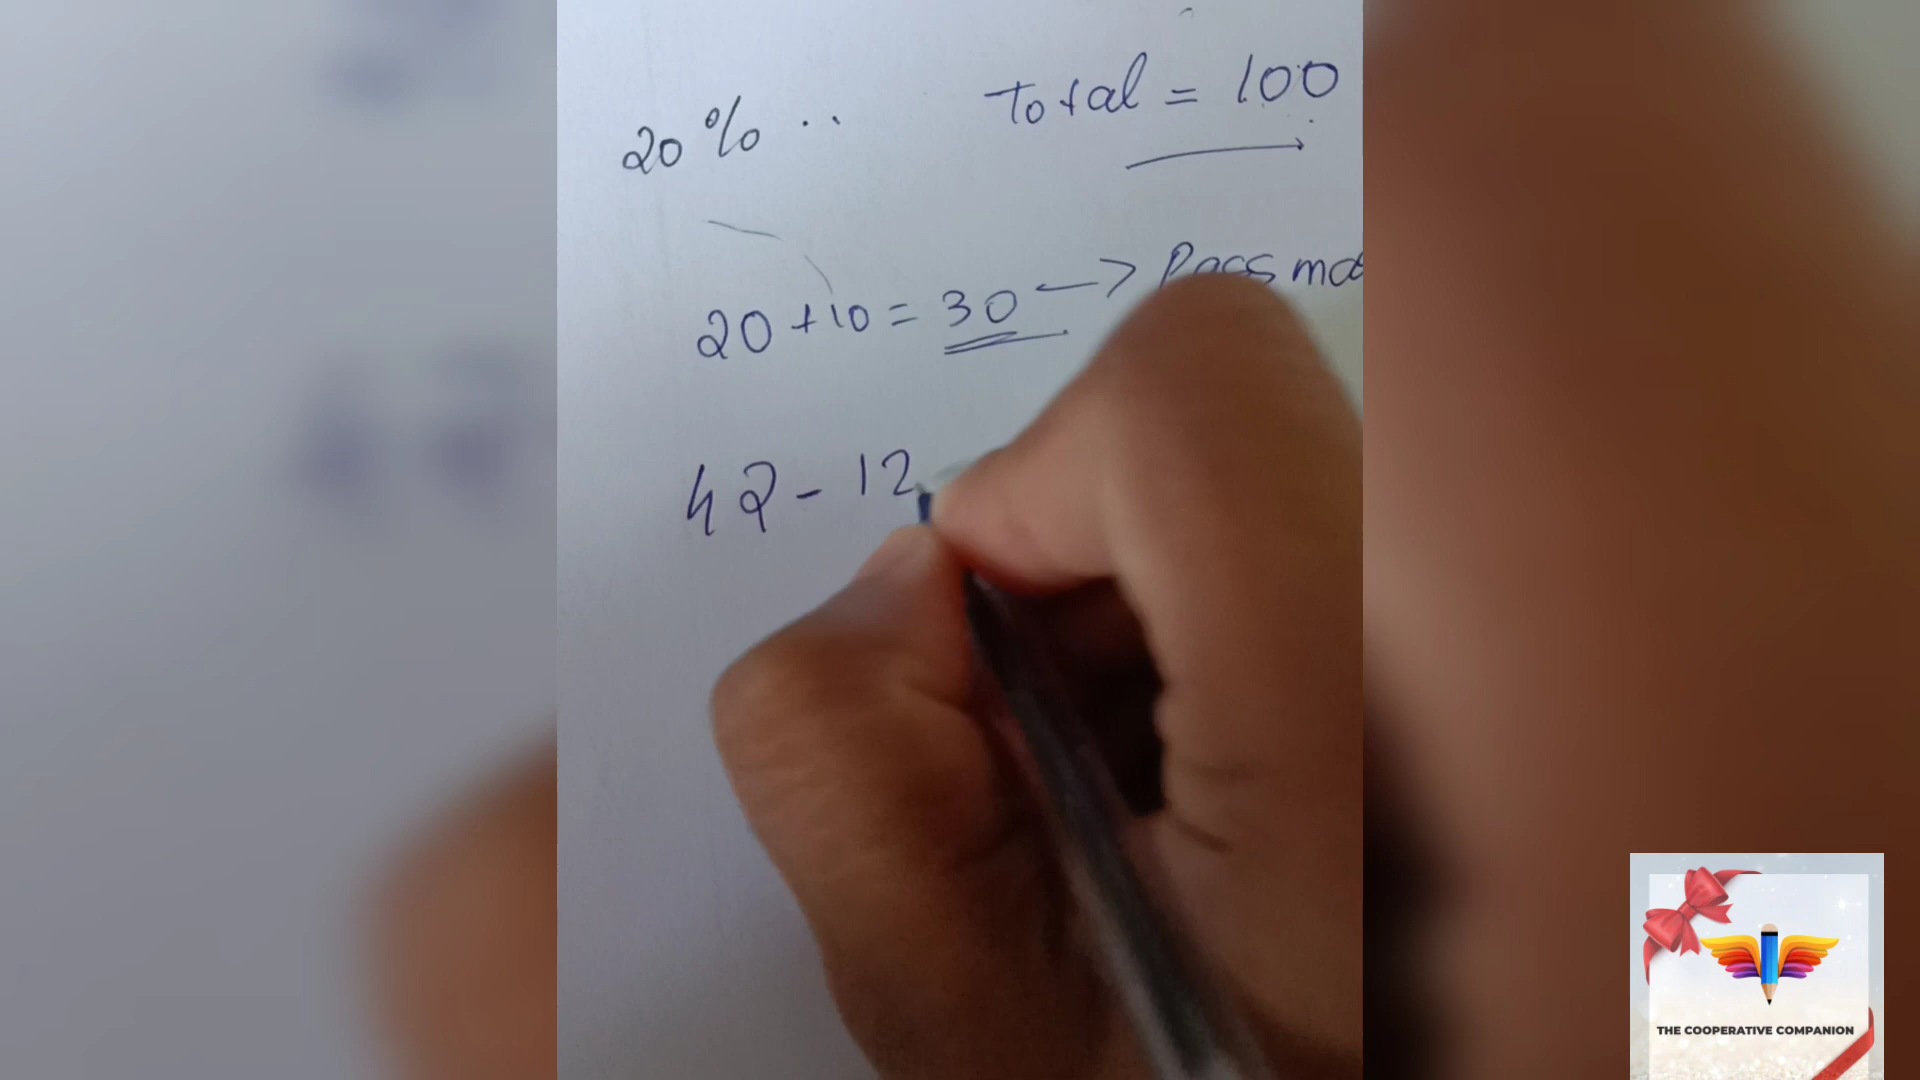 20% .. Total = 100
20 + 10 = 30 <—> Pass
42 - 12
THE COOPERATIVE COMPANION